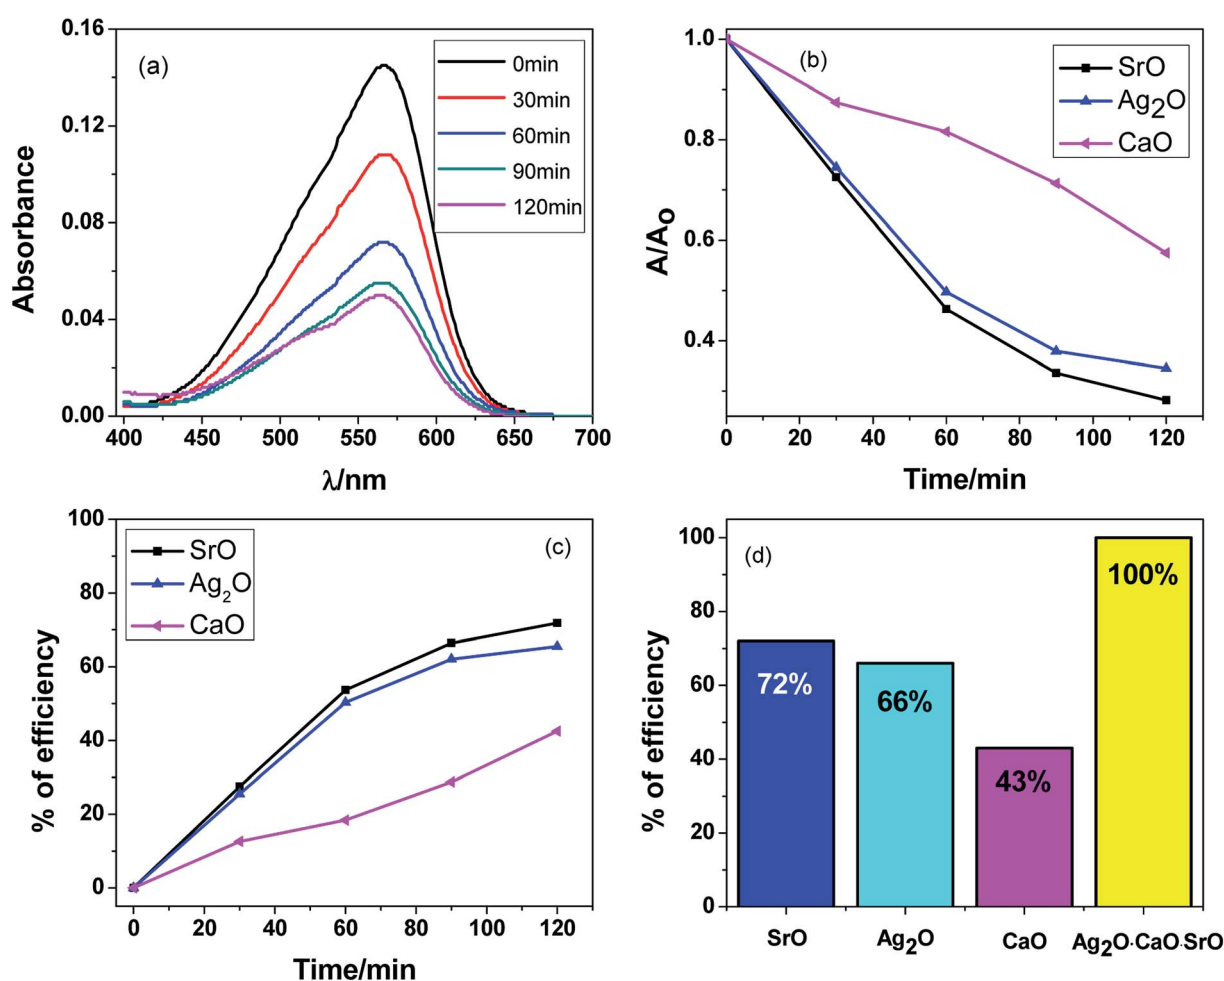 (a)
0.16
0.12
0.08
0.04
0.00
Absorbance
0min
30min
60min
90min
120min
400 450 500 550 600 650 700
λ/nm
(b)
1.0
0.8
0.6
0.4
A/Ao
SrO
Ag₂O
CaO
0 20 40 60 80 100 120
Time/min
(c)
100
80
60
40
20
0
% of efficiency
SrO
Ag₂O
CaO
0 20 40 60 80 100 120
Time/min
(d)
100
80
60
40
20
0
% of efficiency
72%
66%
43%
100%
SrO Ag₂O CaO Ag₂O·CaO·SrO